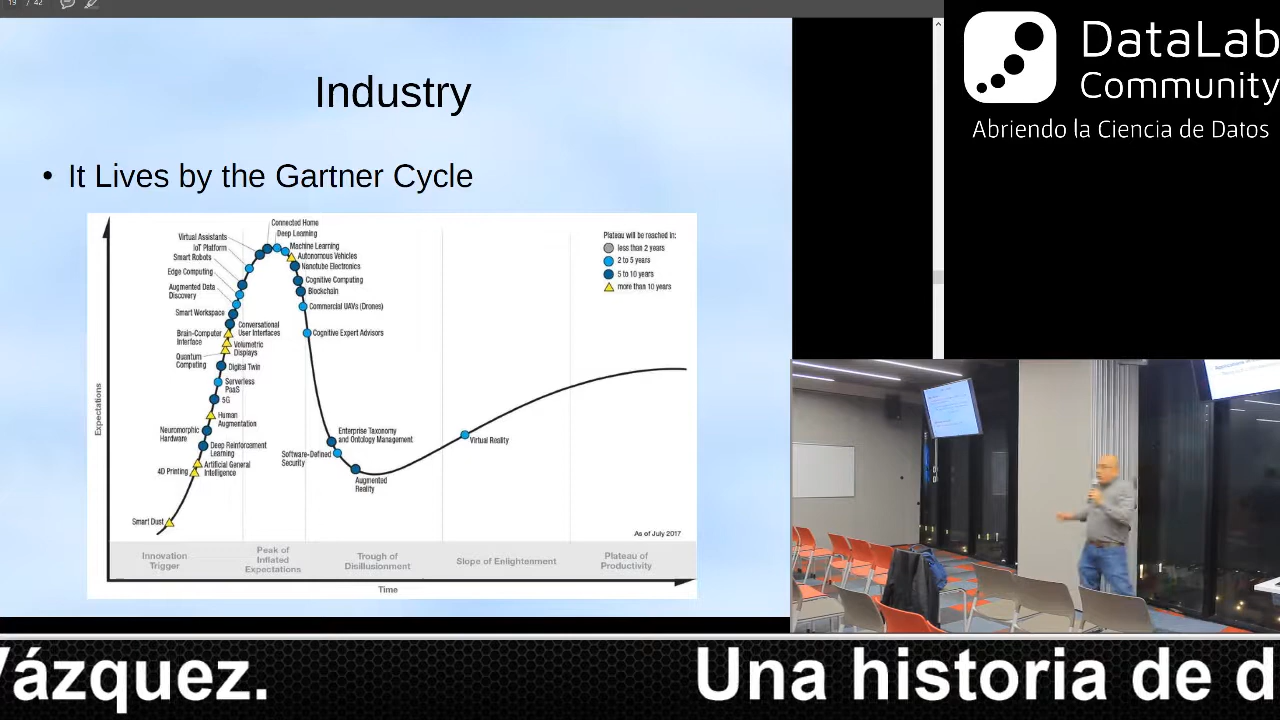 19 / 42
Industry
• It Lives by the Gartner Cycle
Connected Home
Deep Learning
Virtual Assistants
Machine Learning
IoT Platform
Autonomous Vehicles
Smart Robots
Nanotube Electronics
Edge Computing
Cognitive Computing
Augmented Data
Discovery
Blockchain
Commercial UAVs (Drones)
Smart Workspace
Conversational
User Interfaces
Brain-Computer
Interface
Cognitive Expert Advisors
Volumetric
Displays
Quantum
Computing
Digital Twin
Serverless
PaaS
5G
Human
Augmentation
Neuromorphic
Hardware
Deep Reinforcement
Learning
Artificial General
Intelligence
4D Printing
Smart Dust
Enterprise Taxonomy
and Ontology Management
Software-Defined
Security
Augmented
Reality
Virtual Reality
Plateau will be reached in:
less than 2 years
2 to 5 years
5 to 10 years
more than 10 years
As of July 2017
Expectations
Innovation
Trigger
Peak of
Inflated
Expectations
Trough of
Disillusionment
Slope of Enlightenment
Plateau of
Productivity
Time
DataLab
Community
Abriendo la Ciencia de Datos
Vázquez. Una historia de d